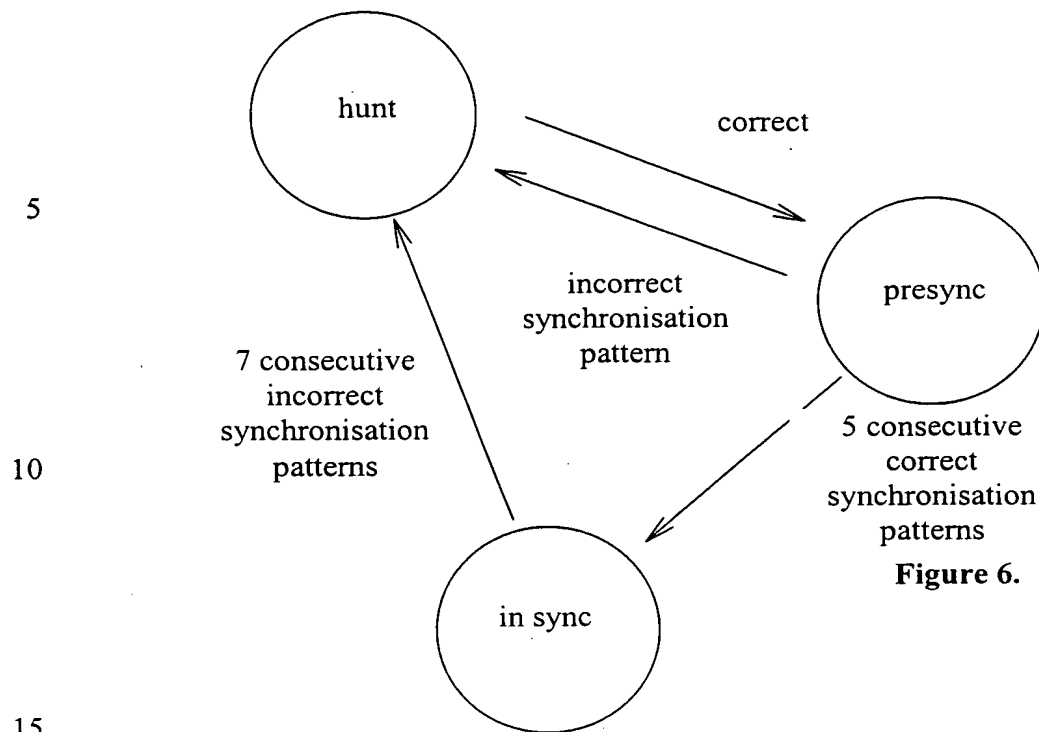 hunt
correct
5
incorrect
synchronisation
pattern
presync
7 consecutive
incorrect
synchronisation
patterns
10
5 consecutive
correct
synchronisation
patterns
Figure 6.
in sync
15